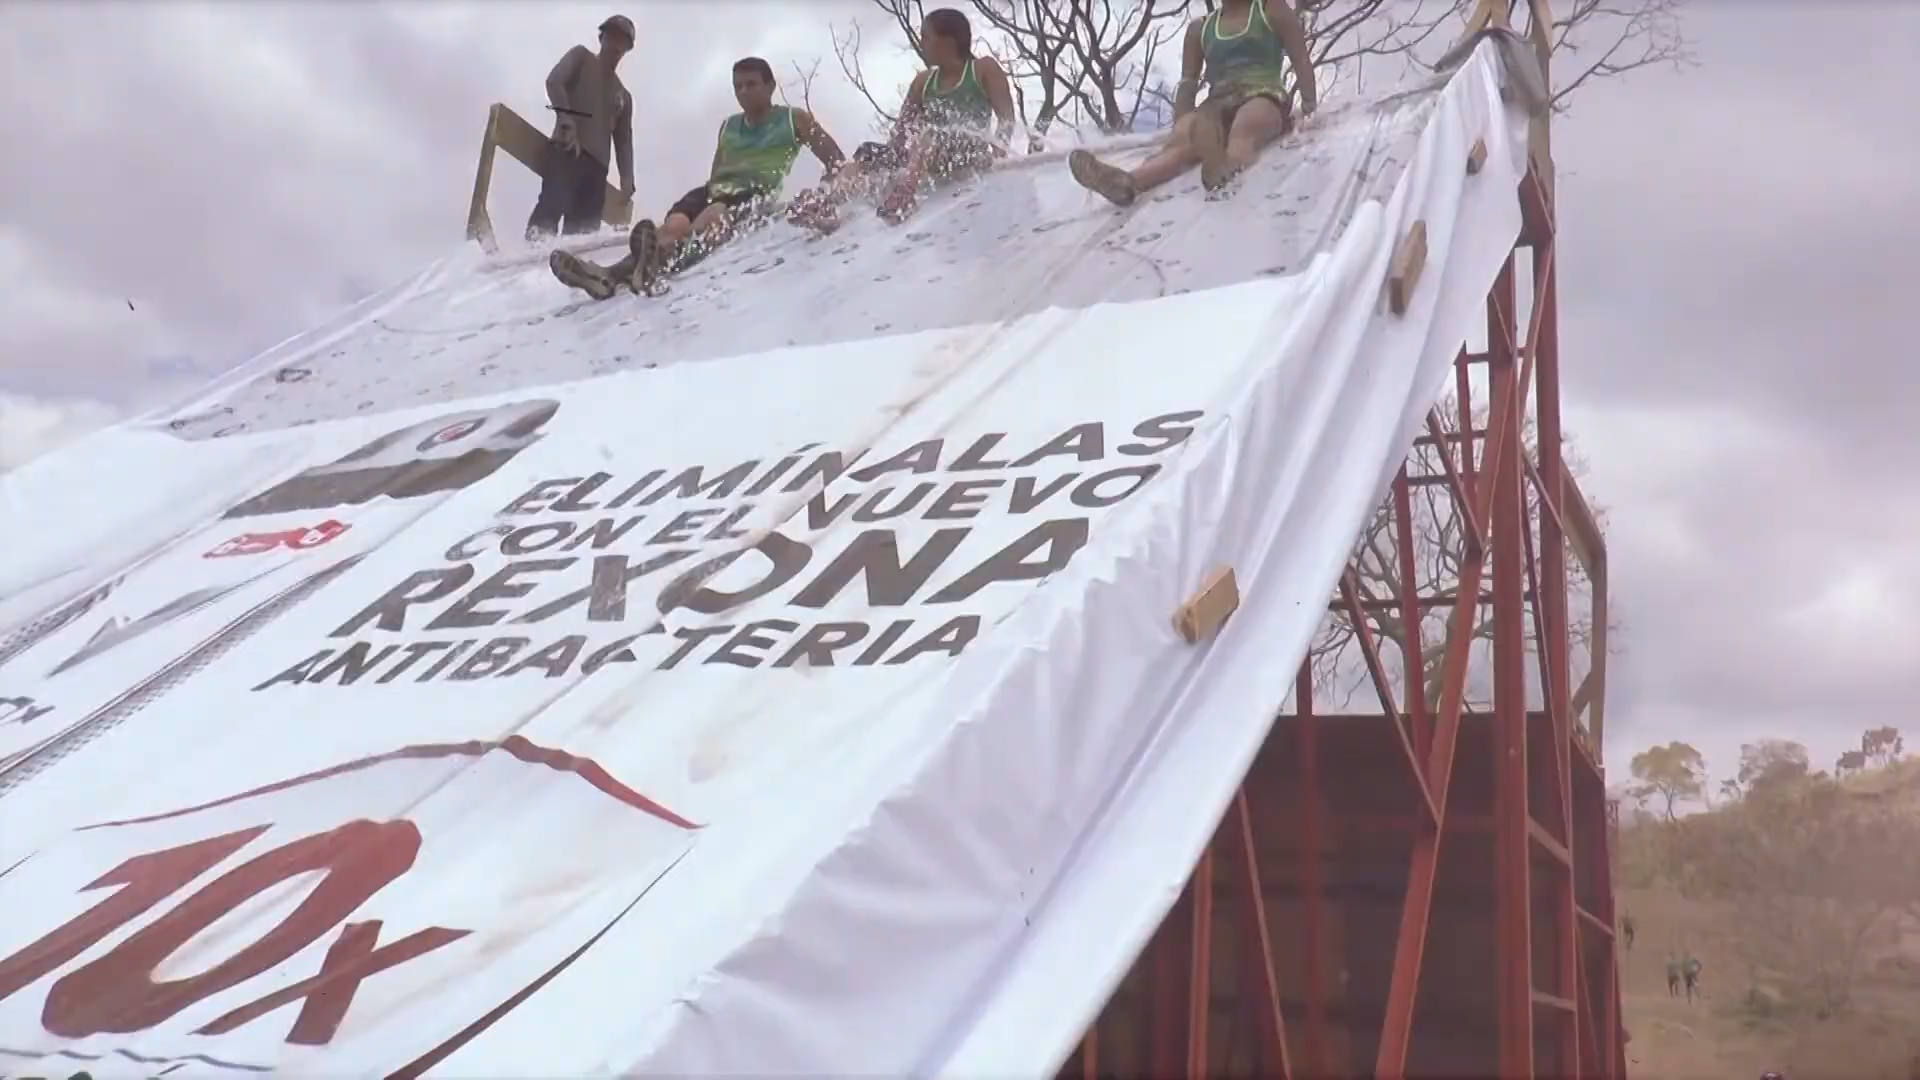 ELIMÍNALAS
CON EL NUEVO
REXONA
ANTIBACTERIA
10x